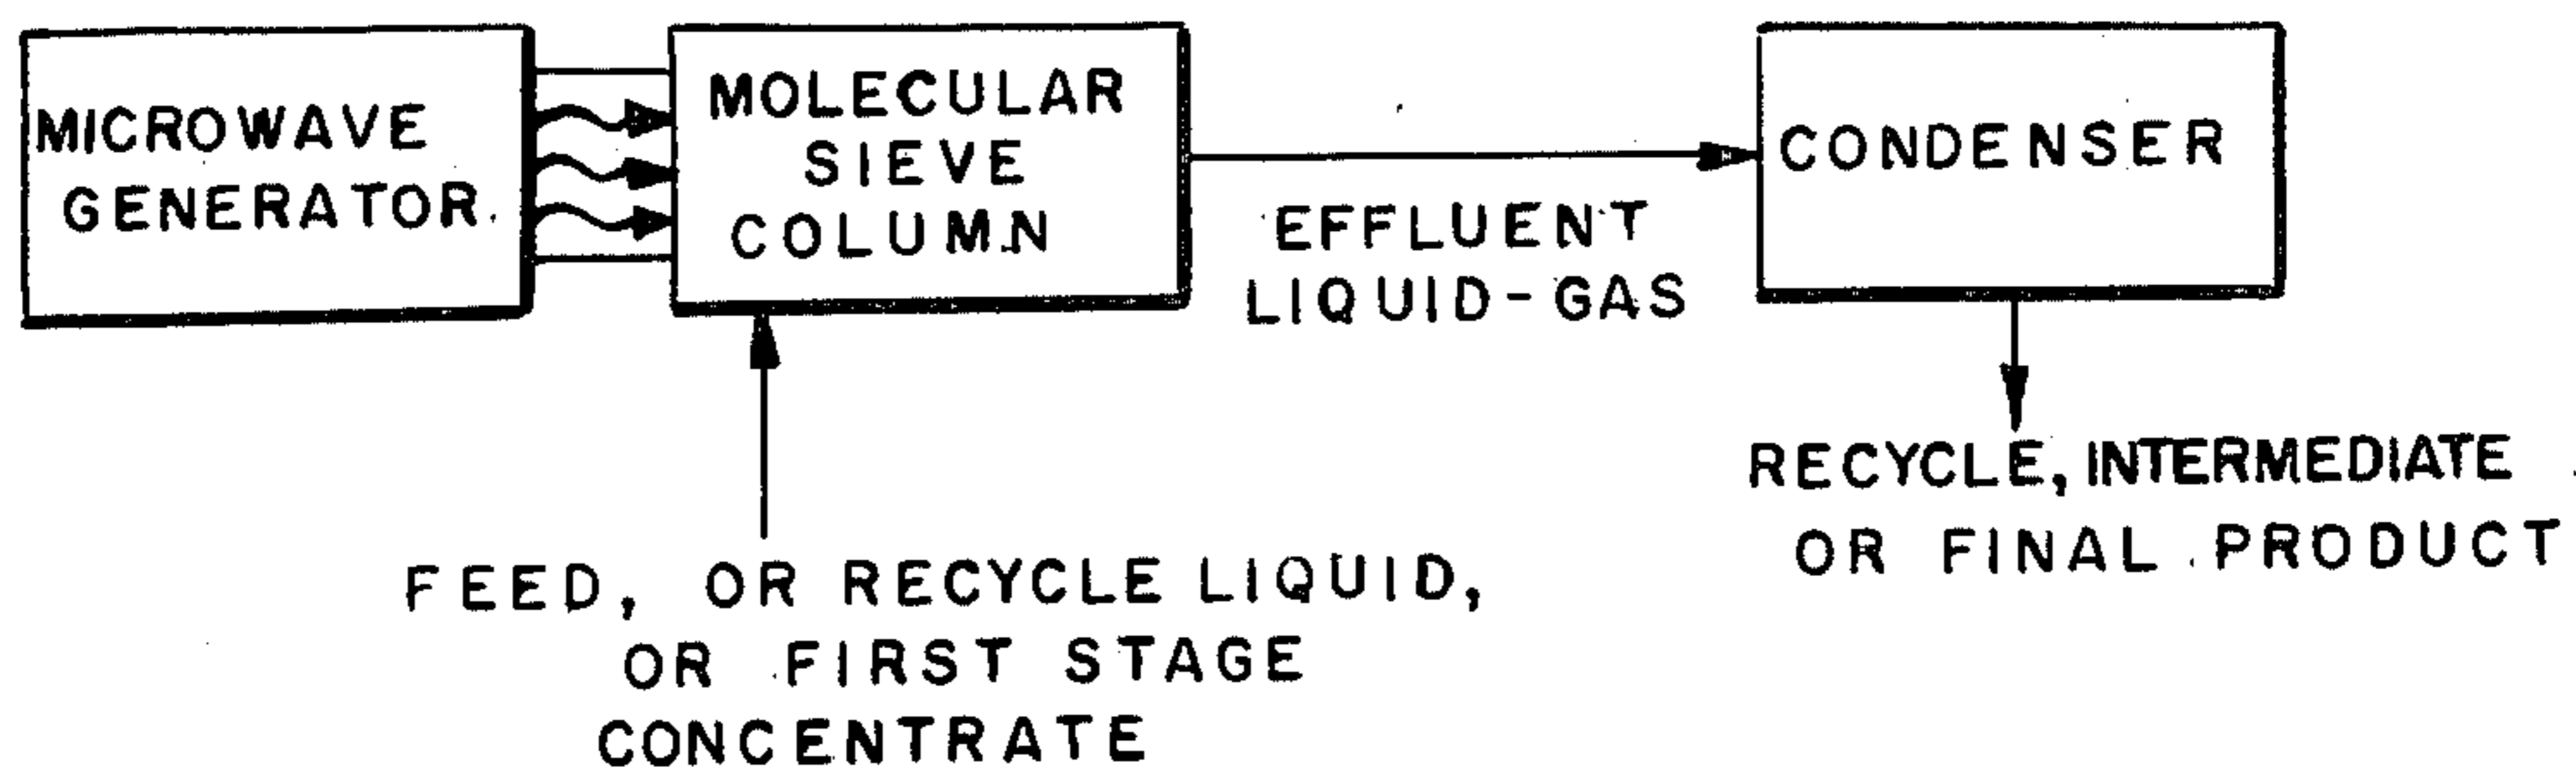 MICROWAVE
GENERATOR
MOLECULAR
SIEVE
COLUMN
EFFLUENT
LIQUID-GAS
CONDENSER
FEED, OR RECYCLE LIQUID,
OR FIRST STAGE
CONCENTRATE
RECYCLE, INTERMEDIATE
OR FINAL PRODUCT